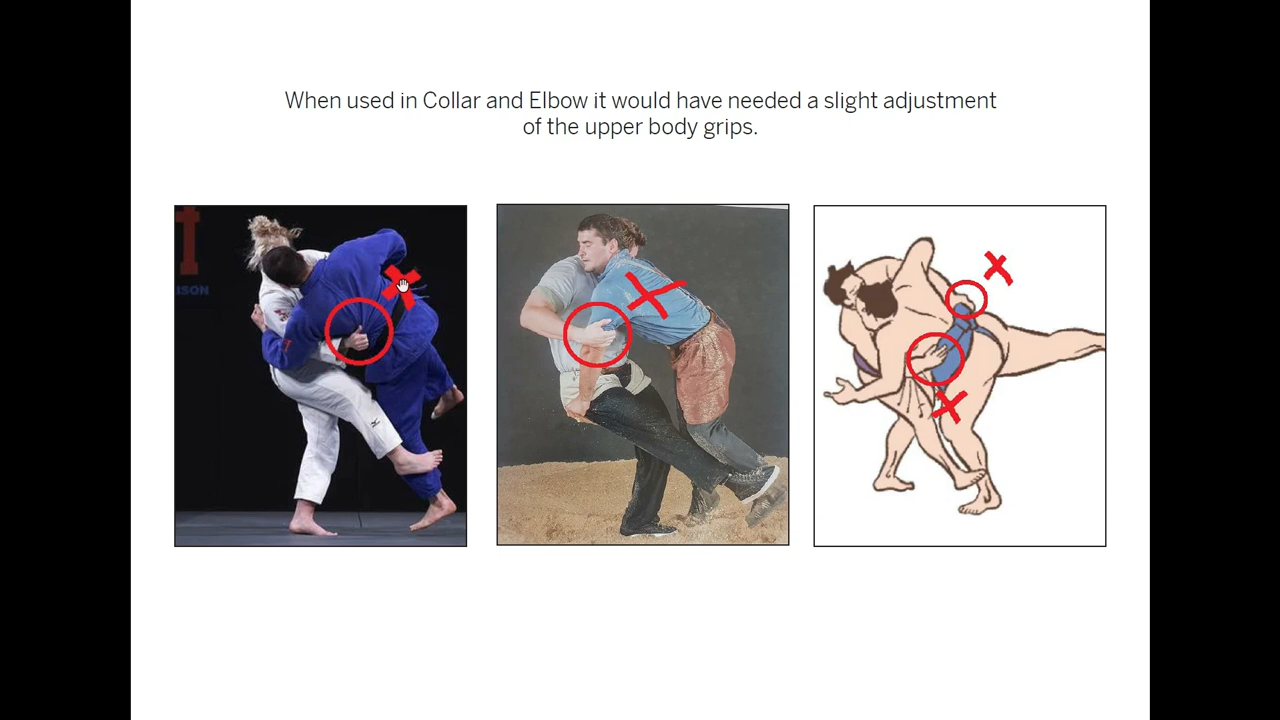 When used in Collar and Elbow it would have needed a slight adjustment
of the upper body grips.